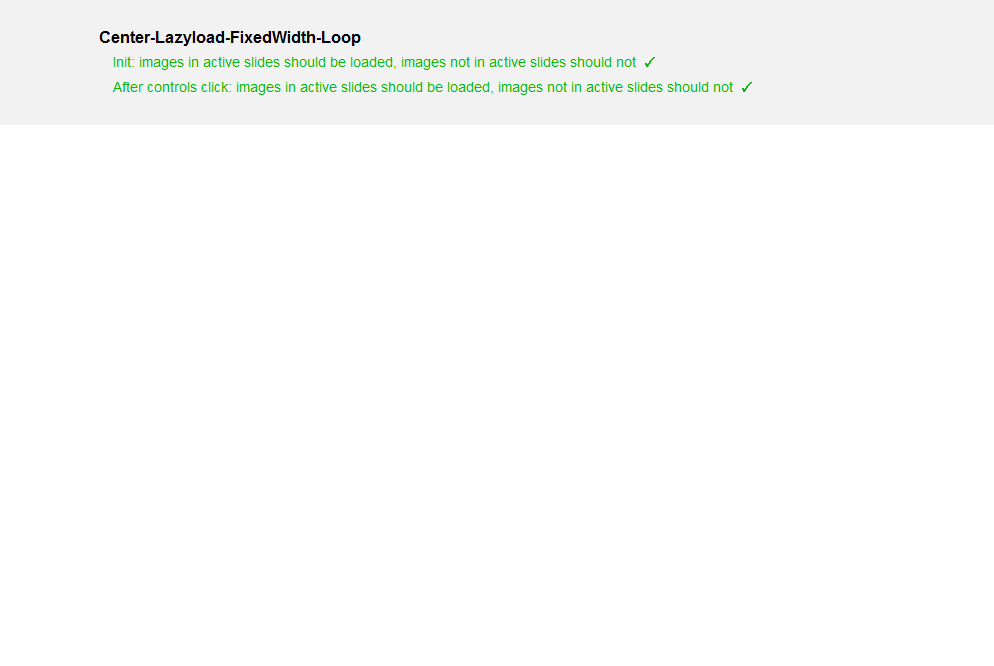 Center-Lazyload-FixedWidth-Loop
Init: images in active slides should be loaded, images not in active slides should not ✓
After controls click: images in active slides should be loaded, images not in active slides should not ✓